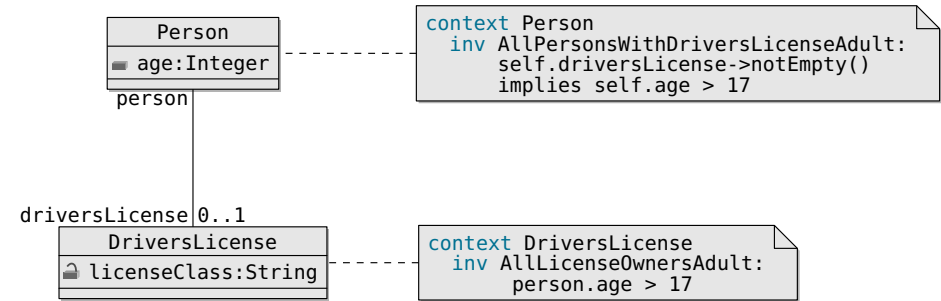 Person
age:Integer
person
context Person
inv AllPersonsWithDriversLicenseAdult:
self.driversLicense->notEmpty()
implies self.age > 17
driversLicense 0..1
DriversLicense
licenseClass:String
context DriversLicense
inv AllLicenseOwnersAdult:
person.age > 17